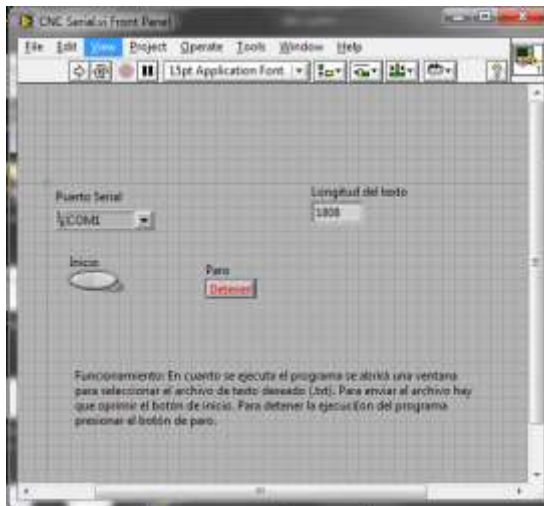 CNC Serial.vi Front Panel
File Edit View Project Operate Tools Window Help
15pt Application Font
Puerto Serial
COM1
Longitud del texto
1808
Inicio
Paro
Detener
Funcionamiento: En cuanto se ejecuta el programa se abrirá una ventana
para seleccionar el archivo de texto deseado (.txt). Para enviar el archivo hay
que oprimir el botón de inicio. Para detener la ejecución del programa
presionar el botón de paro.